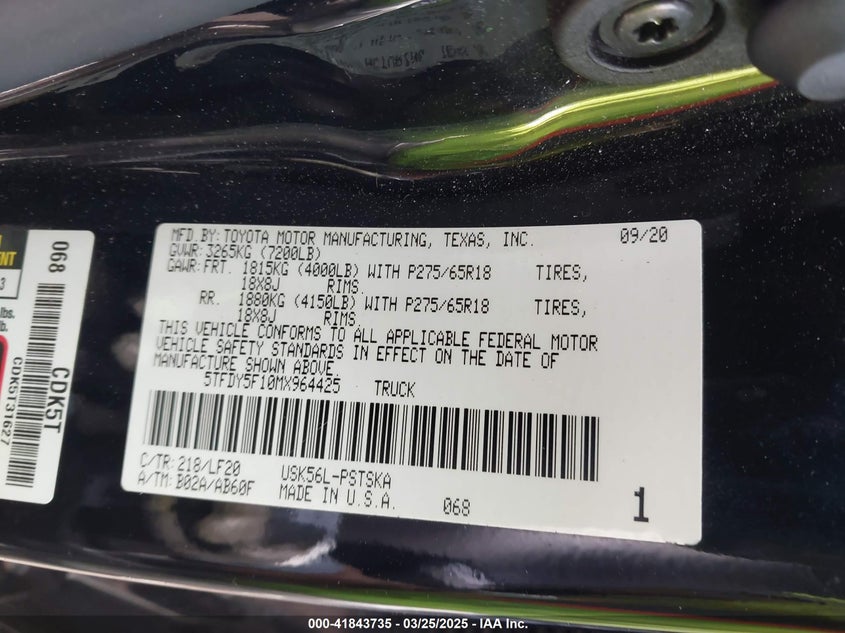 MFD.BY: TOYOTA MOTOR MANUFACTURING, TEXAS, INC. 09/20
GVWR: 3265KG (7200LB)
GAWR: FRT. 1815KG (4000LB) WITH P275/65R18 TIRES,
18X8J RIMS.
RR. 1880KG (4150LB) WITH P275/65R18 TIRES,
18X8J RIMS.
THIS VEHICLE CONFORMS TO ALL APPLICABLE FEDERAL MOTOR
VEHICLE SAFETY STANDARDS IN EFFECT ON THE DATE OF
MANUFACTURE SHOWN ABOVE.
5TFDY5F10MX964425 TRUCK
C/TR: 218/LF20 USK56L-PSTSKA
A/TM: B02A/AB60F MADE IN U.S.A. 068 1
068
CDK5T
CDK5T31627
lbs.
lb.
000-41843735 - 03/25/2025 - IAA Inc.